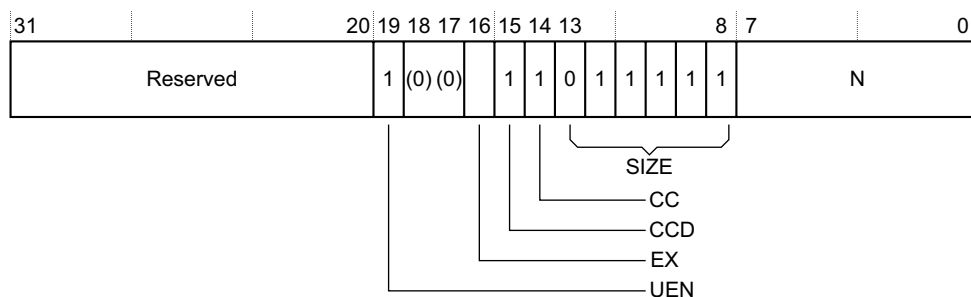 31 20 19 18 17 16 15 14 13 8 7 0
Reserved 1 (0) (0) 1 1 0 1 1 1 1 1 N
SIZE
CC
CCD
EX
UEN